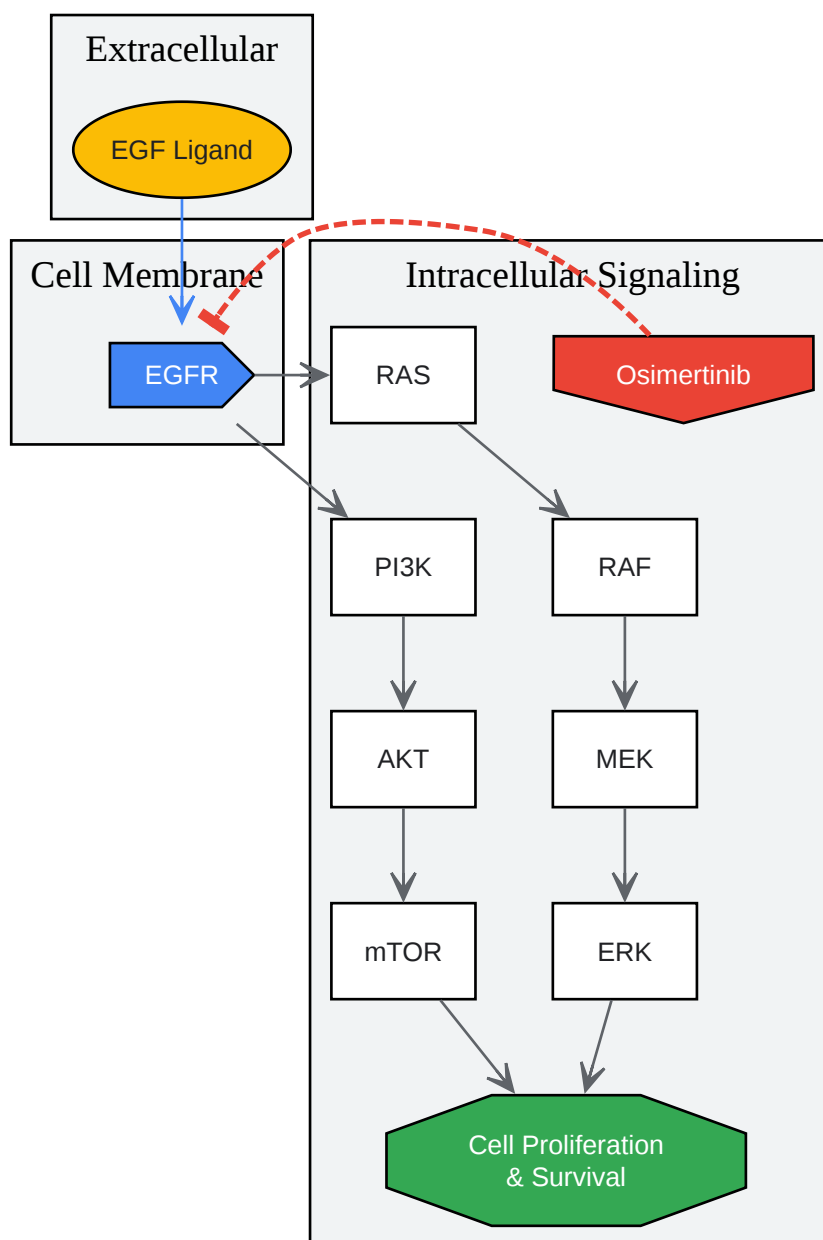 Extracellular
EGF Ligand
Cell Membrane
Intracellular Signaling
EGFR
RAS
Osimertinib
PI3K
RAF
AKT
MEK
mTOR
ERK
Cell Proliferation
& Survival